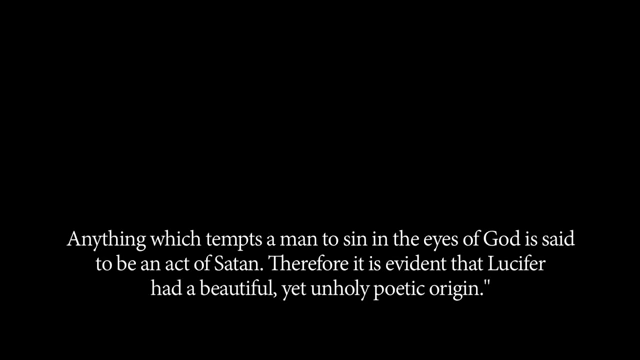 Anything which tempts a man to sin in the eyes of God is said
to be an act of Satan. Therefore it is evident that Lucifer
had a beautiful, yet unholy poetic origin."